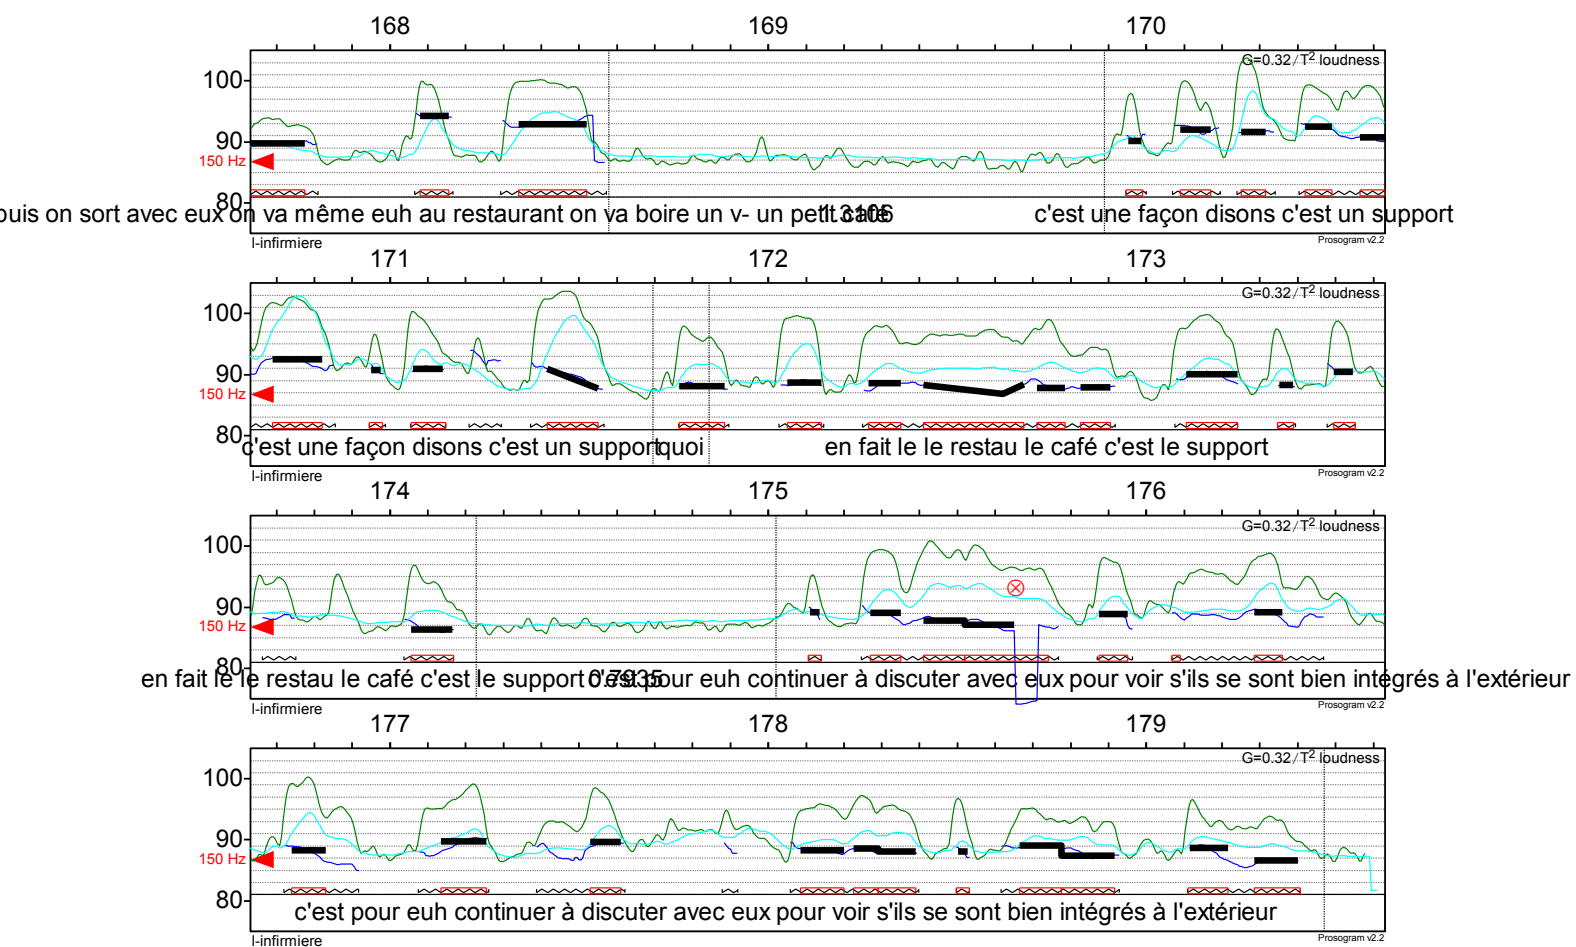 168 169 170
G=0.32/T2 loudness
100
90
150 Hz
80
puis on sort avec eux on va même euh au restaurant on va boire un v- un petit café 1.3106 c'est une façon disons c'est un support
l-infirmiere Prosogram v2.2
171 172 173
G=0.32/T2 loudness
100
90
150 Hz
80
c'est une façon disons c'est un support quoi en fait le le restau le café c'est le support
l-infirmiere Prosogram v2.2
174 175 176
G=0.32/T2 loudness
100
90
150 Hz
80
en fait le le restau le café c'est le support 0.7935 c'est pour euh continuer à discuter avec eux pour voir s'ils se sont bien intégrés à l'extérieur
l-infirmiere Prosogram v2.2
177 178 179
G=0.32/T2 loudness
100
90
150 Hz
80
c'est pour euh continuer à discuter avec eux pour voir s'ils se sont bien intégrés à l'extérieur
l-infirmiere Prosogram v2.2